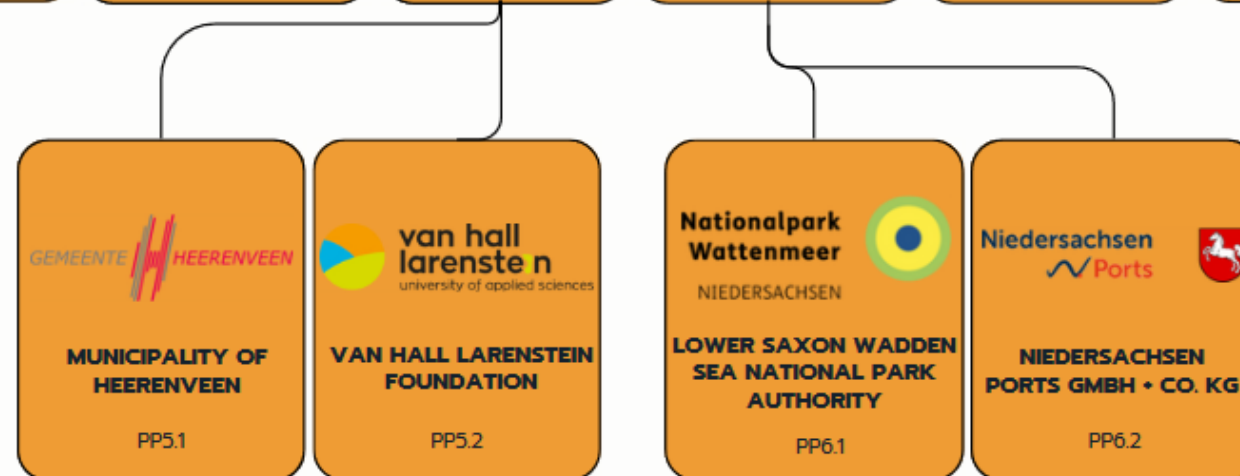 GEMEENTE HEERENVEEN
MUNICIPALITY OF
HEERENVEEN
PP5.1
van hall
larenstein
university of applied sciences
VAN HALL LARENSTEIN
FOUNDATION
PP5.2
Nationalpark
Wattenmeer
NIEDERSACHSEN
LOWER SAXON WADDEN
SEA NATIONAL PARK
AUTHORITY
PP6.1
Niedersachsen
Ports
NIEDERSACHSEN
PORTS GMBH + CO. KG
PP6.2